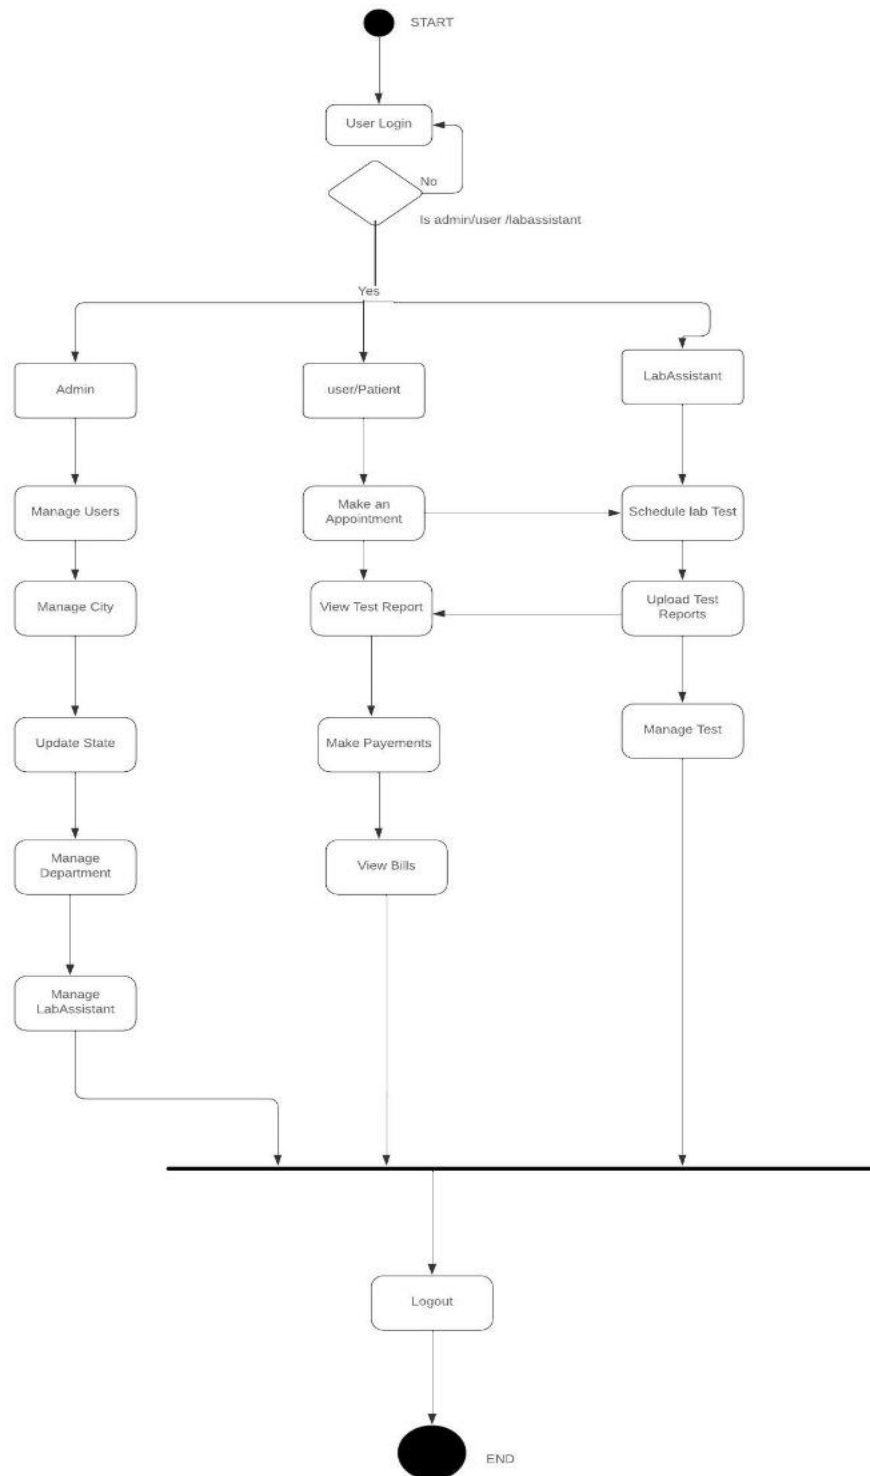 START
User Login
No
Is admin/user /labassistant
Yes
Admin
user/Patient
LabAssistant
Manage Users
Make an
Appointment
Schedule lab Test
Manage City
View Test Report
Upload Test
Reports
Update State
Make Payements
Manage Test
Manage
Department
View Bills
Manage
LabAssistant
Logout
END